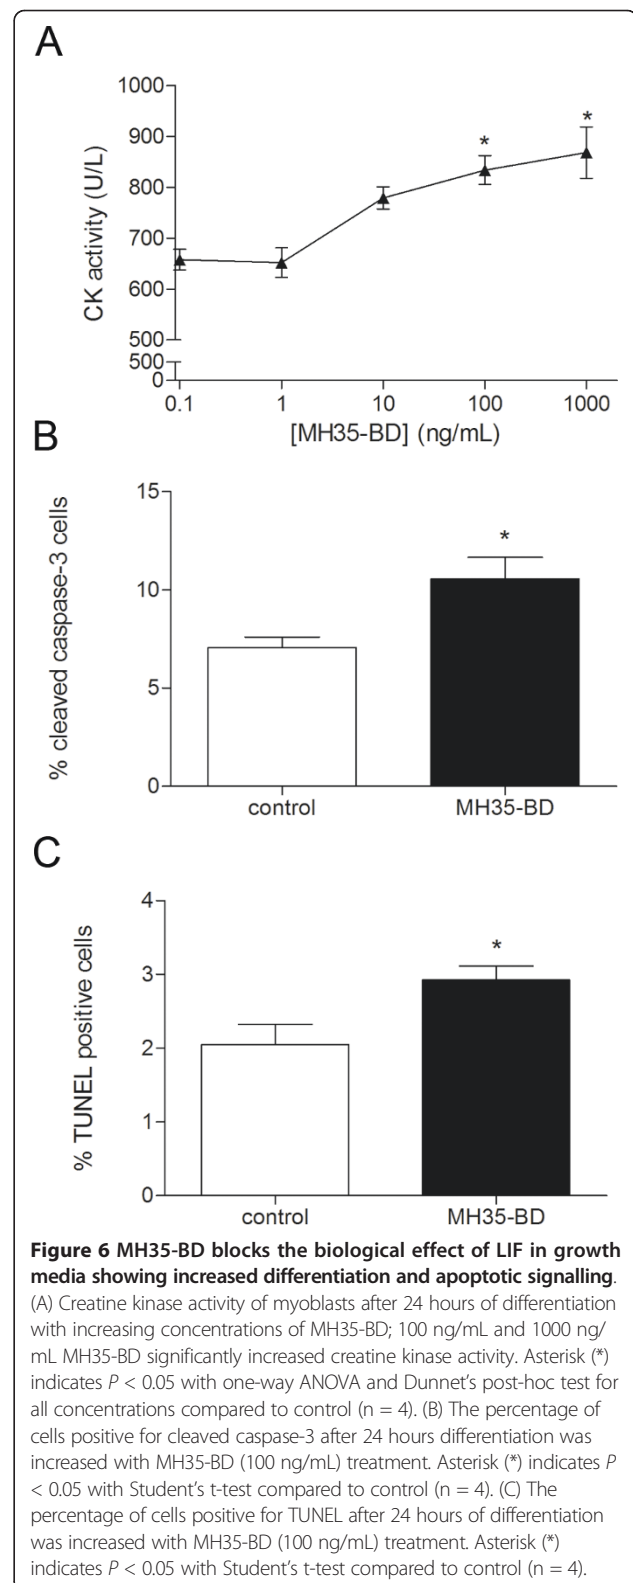 A
1000
900
800
700
600
500
500
0
CK activity (U/L)
*
*
0.1 1 10 100 1000
[MH35-BD] (ng/mL)
B
15
10
5
0
% cleaved caspase-3 cells
*
control MH35-BD
C
4
3
2
1
0
% TUNEL positive cells
*
control MH35-BD
Figure 6 MH35-BD blocks the biological effect of LIF in growth
media showing increased differentiation and apoptotic signalling.
(A) Creatine kinase activity of myoblasts after 24 hours of differentiation
with increasing concentrations of MH35-BD; 100 ng/mL and 1000 ng/
mL MH35-BD significantly increased creatine kinase activity. Asterisk (*)
indicates P < 0.05 with one-way ANOVA and Dunnet's post-hoc test for
all concentrations compared to control (n = 4). (B) The percentage of
cells positive for cleaved caspase-3 after 24 hours differentiation was
increased with MH35-BD (100 ng/mL) treatment. Asterisk (*) indicates P
< 0.05 with Student's t-test compared to control (n = 4). (C) The
percentage of cells positive for TUNEL after 24 hours of differentiation
was increased with MH35-BD (100 ng/mL) treatment. Asterisk (*)
indicates P < 0.05 with Student's t-test compared to control (n = 4).